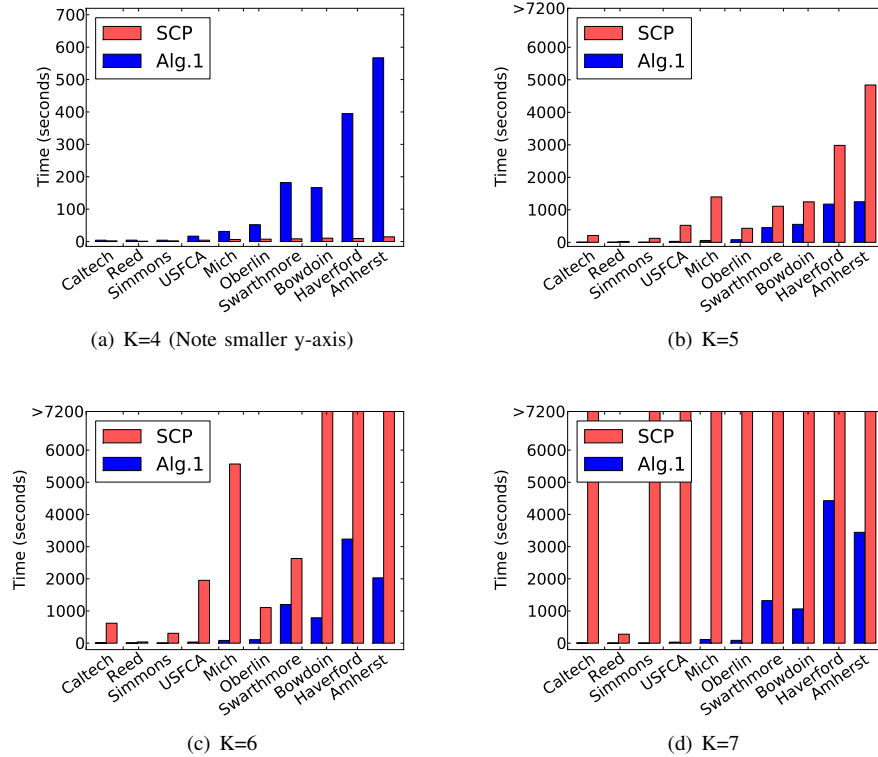 700
600
500
400
300
200
100
0
Time (seconds)
SCP
Alg.1
Caltech
Reed
Simmons
USFCA
Mich
Oberlin
Swarthmore
Bowdoin
Haverford
Amherst
(a) K=4 (Note smaller y-axis)
>7200
6000
5000
4000
3000
2000
1000
0
Time (seconds)
SCP
Alg.1
Caltech
Reed
Simmons
USFCA
Mich
Oberlin
Swarthmore
Bowdoin
Haverford
Amherst
(b) K=5
>7200
6000
5000
4000
3000
2000
1000
0
Time (seconds)
SCP
Alg.1
Caltech
Reed
Simmons
USFCA
Mich
Oberlin
Swarthmore
Bowdoin
Haverford
Amherst
(c) K=6
>7200
6000
5000
4000
3000
2000
1000
0
Time (seconds)
SCP
Alg.1
Caltech
Reed
Simmons
USFCA
Mich
Oberlin
Swarthmore
Bowdoin
Haverford
Amherst
(d) K=7